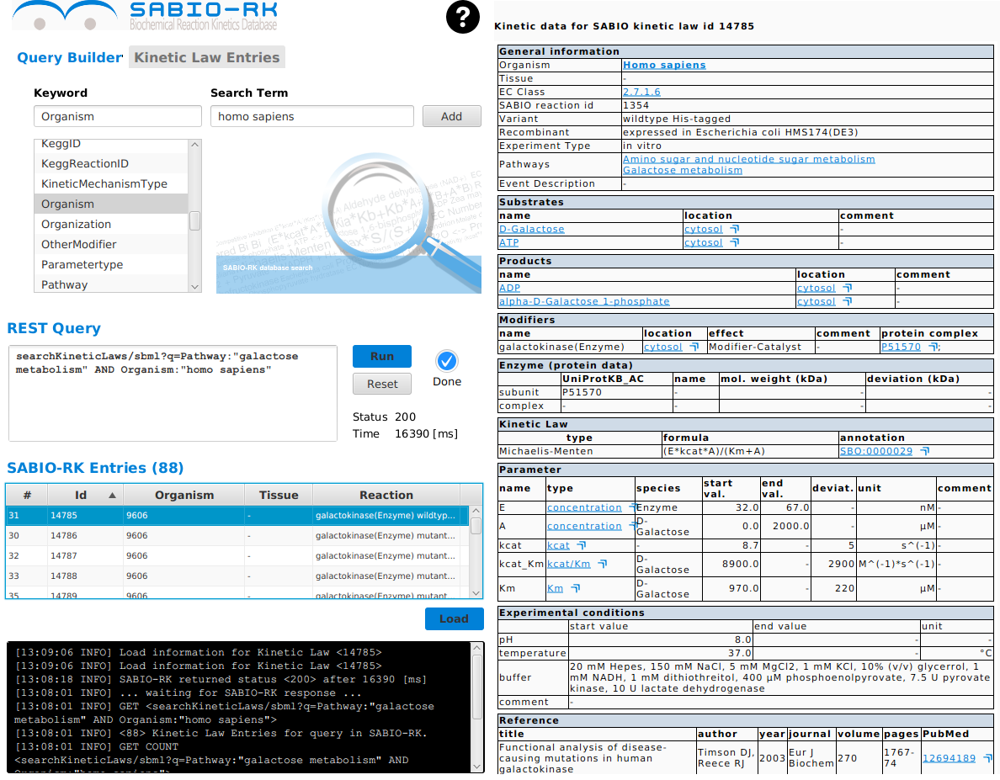 SABIO-RK
Biochemical Reaction Kinetics Database
?
Query Builder
Kinetic Law Entries
Keyword Search Term
Organism homo sapiens Add
KeggID
KeggReactionID
KineticMechanismType
Organism
Organization
OtherModifier
Parametertype
Pathway
SABIO-RK database search
REST Query
searchKineticLaws/sbml?q=Pathway:"galactose
metabolism" AND Organism:"homo sapiens"
Run
Reset
Done
Status 200
Time 16390 [ms]
SABIO-RK Entries (88)
# Id Organism Tissue Reaction
31 14785 9606 - galactokinase(Enzyme) wildtyp...
30 14786 9606 - galactokinase(Enzyme) mutant...
32 14787 9606 - galactokinase(Enzyme) mutant...
33 14788 9606 - galactokinase(Enzyme) mutant...
35 14789 9606 - galactokinase(Enzyme) mutant...
Load
[13:09:06 INFO] Load information for Kinetic Law <14785>
[13:09:06 INFO] Load information for Kinetic Law <14785>
[13:08:18 INFO] SABIO-RK returned status <200> after 16390 [ms]
[13:08:01 INFO] ... waiting for SABIO-RK response ...
[13:08:01 INFO] GET <searchKineticLaws/sbml?q=Pathway:"galactose
metabolism" AND Organism:"homo sapiens">
[13:08:01 INFO] <88> Kinetic Law Entries for query in SABIO-RK.
[13:08:01 INFO] GET COUNT
<searchKineticLaws/sbml?q=Pathway:"galactose metabolism" AND
Organism:"homo sapiens">
Kinetic data for SABIO kinetic law id 14785
General information
Organism Homo sapiens
Tissue -
EC Class 2.7.1.6
SABIO reaction id 1354
Variant wildtype His-tagged
Recombinant expressed in Escherichia coli HMS174(DE3)
Experiment Type in vitro
Pathways Amino sugar and nucleotide sugar metabolism
Galactose metabolism
Event Description -
Substrates
name location comment
D-Galactose cytosol -
ATP cytosol -
Products
name location comment
ADP cytosol -
alpha-D-Galactose 1-phosphate cytosol -
Modifiers
name location effect comment protein complex
galactokinase(Enzyme) cytosol Modifier-Catalyst - P51570 ;
Enzyme (protein data)
UniProtKB_AC name mol. weight (kDa) deviation (kDa)
subunit P51570 - - -
complex - - - -
Kinetic Law
type formula annotation
Michaelis-Menten (E*kcat*A)/(Km+A) SBO:0000029
Parameter
name type species start val. end val. deviat. unit comment
E concentration Enzyme 32.0 67.0 - nM -
A concentration D-Galactose 0.0 2000.0 - µM -
kcat kcat - 8.7 - 5 s^(-1) -
kcat_Km kcat/Km D-Galactose 8900.0 - 2900 M^(-1)*s^(-1) -
Km Km D-Galactose 970.0 - 220 µM -
Experimental conditions
start value end value unit
pH 8.0 - -
temperature 37.0 - °C
buffer 20 mM Hepes, 150 mM NaCl, 5 mM MgCl2, 1 mM KCl, 10% (v/v) glycerrol, 1
mM NADH, 1 mM dithiothreitol, 400 µM phosphoenolpyrovate, 7.5 U pyruvate
kinase, 10 U lactate dehydrogenase
comment -
Reference
title author year journal volume pages PubMed
Functional analysis of disease-
causing mutations in human
galactokinase
Timson DJ,
Reece RJ
2003
Eur J
Biochem
270
1767-
74
12694189